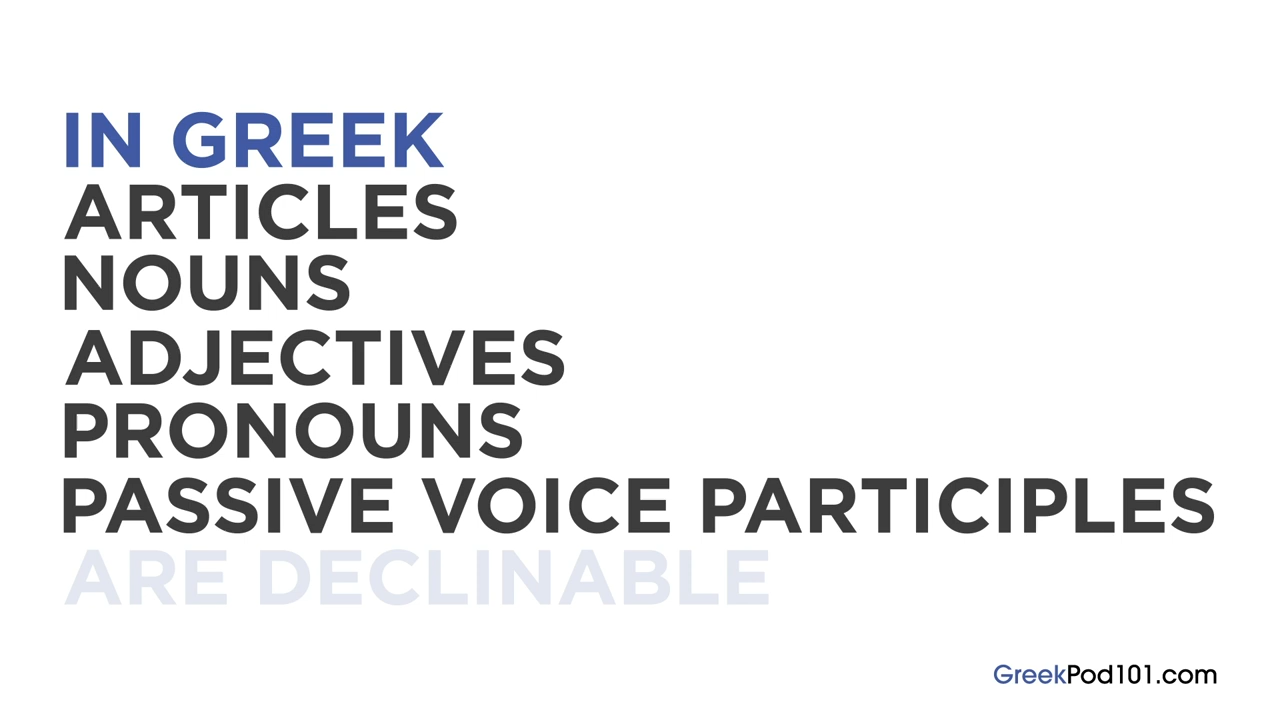 IN GREEK
ARTICLES
NOUNS
ADJECTIVES
PRONOUNS
PASSIVE VOICE PARTICIPLES
ARE DECLINABLE
GreekPod101.com